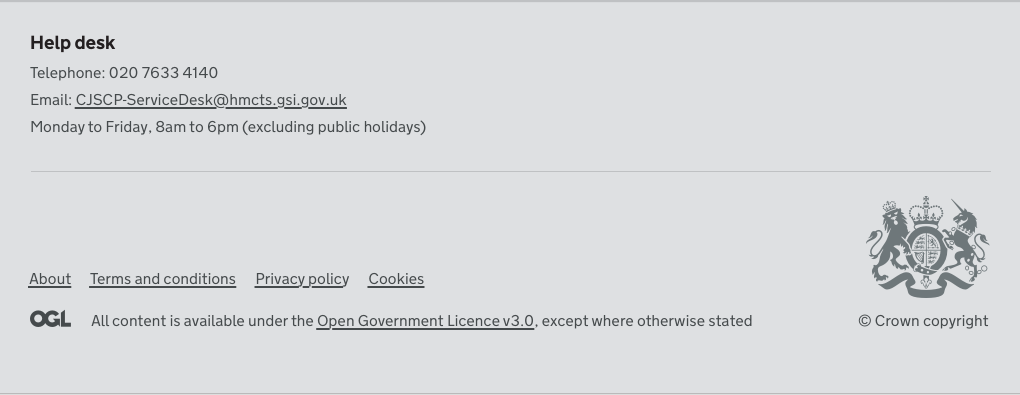 Help desk
Telephone: 020 7633 4140
Email: CJSCP-ServiceDesk@hmcts.gsi.gov.uk
Monday to Friday, 8am to 6pm (excluding public holidays)
About Terms and conditions Privacy policy Cookies
OGL All content is available under the Open Government Licence v3.0, except where otherwise stated
© Crown copyright